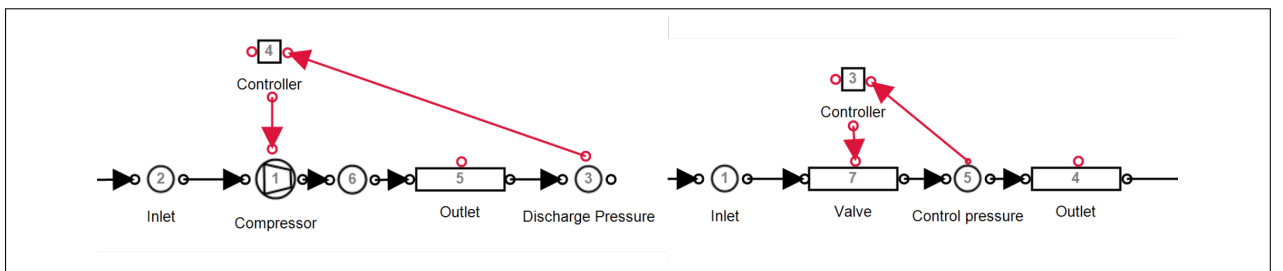 4
Controller
2
1
6
5
3
Inlet
Compressor
Outlet
Discharge Pressure
3
Controller
1
7
5
4
Inlet
Valve
Control pressure
Outlet